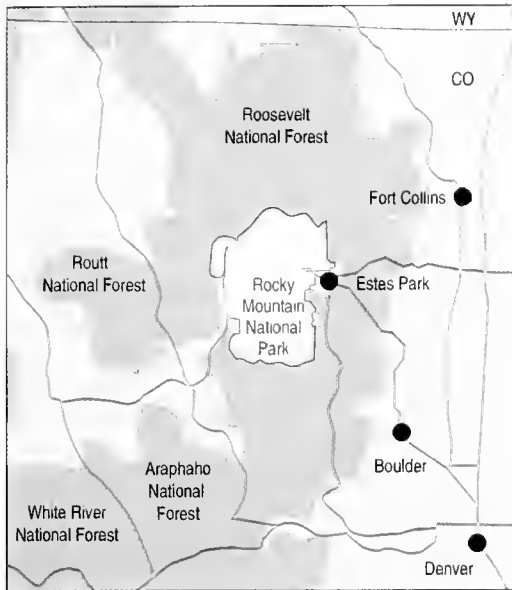 WY
CO
Roosevelt
National Forest
Fort Collins
Routt
National Forest
Rocky
Mountain
National
Park
Estes Park
Boulder
Araphaho
National
Forest
White River
National Forest
Denver